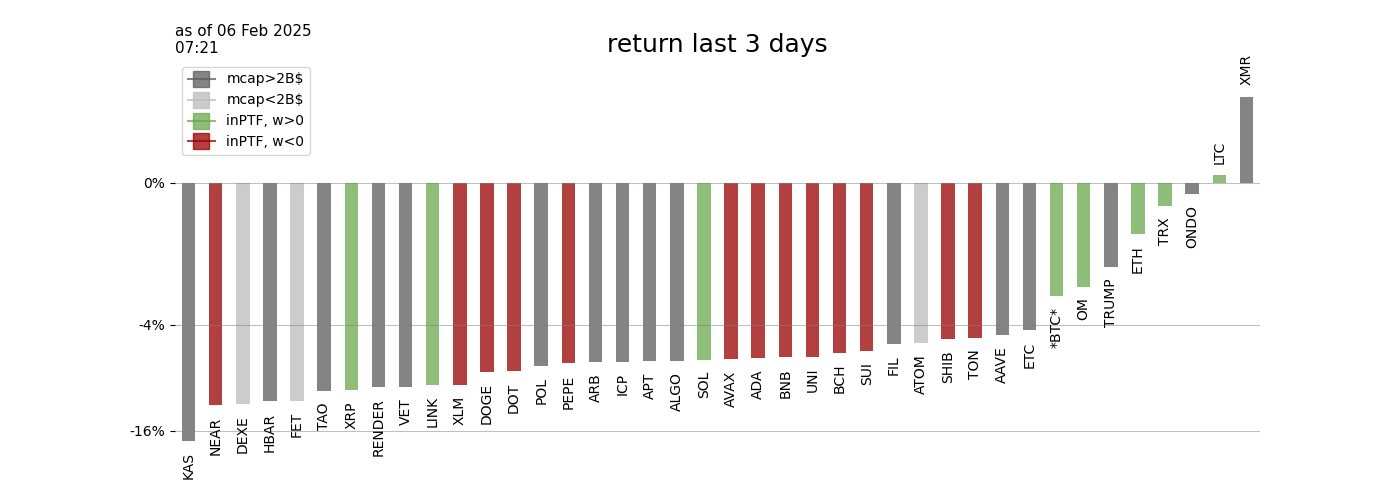 as of 06 Feb 2025
07:21
return last 3 days
mcap>2B$
mcap<2B$
inPTF, w>0
inPTF, w<0
0%
-4%
-16%
KAS
NEAR
DEXE
HBAR
FET
TAO
XRP
RENDER
VET
LINK
XLM
DOGE
DOT
POL
PEPE
ARB
ICP
APT
ALGO
SOL
AVAX
ADA
BNB
UNI
BCH
SUI
FIL
ATOM
SHIB
TON
AAVE
ETC
*BTC*
OM
TRUMP
ETH
TRX
ONDO
LTC
XMR